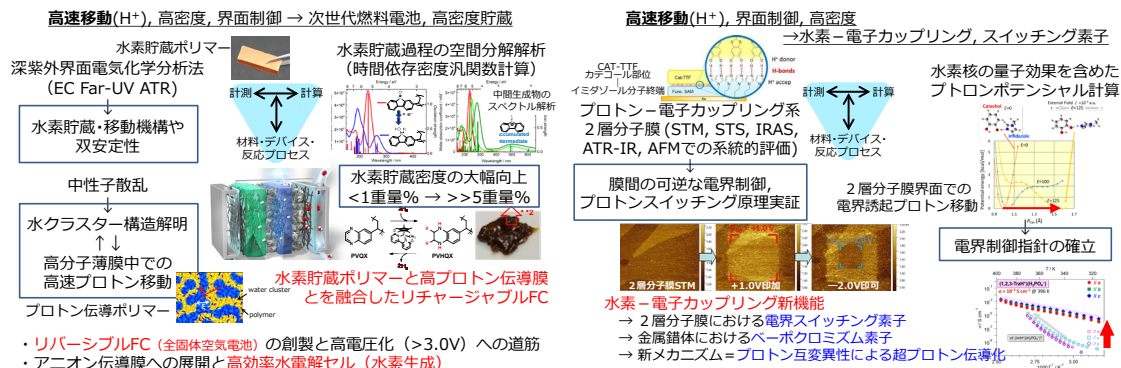 高速移動(H⁺), 高密度, 界面制御 → 次世代燃料電池, 高密度貯蔵
水素貯蔵ポリマー
深紫外界面電気化学分析法
(EC Far-UV ATR)
水素貯蔵・移動機構や
双安定性
中性子散乱
水クラスター構造解明
↑ ↓
高分子薄膜中での
高速プロトン移動
プロトン伝導ポリマー
water cluster
polymer
計測
計算
材料・デバイス・
反応プロセス
水素貯蔵過程の空間分解解析
(時間依存密度汎関数計算)
中間生成物の
スペクトル解析
水素貯蔵密度の大幅向上
<1重量% → >>5重量%
PVQX
PVHQX
水素貯蔵ポリマーと高プロトン伝導膜
とを融合したリチャージャブルFC
・リバーシブルFC (全固体空気電池) の創製と高電圧化 (>3.0V) への道筋
・アニオン伝導膜への展開と高効率水電解セル (水素生成)
高速移動(H⁺), 界面制御, 高密度
→水素－電子カップリング, スイッチング素子
CAT-TTF
カテコール部位
イミダゾール分子終端
Cat-TTF
Func. SAM
H⁺ donor
H-bonds
H⁺ accep
プロトン－電子カップリング系
2層分子膜 (STM, STS, IRAS,
ATR-IR, AFMでの系統的評価)
膜間の可逆な電界制御,
プロトンスイッチング原理実証
計測
計算
材料・デバイス・
反応プロセス
水素核の量子効果を含めた
プトロンポテンシャル計算
Catechol
Imidazole
2層分子膜界面での
電界誘起プロトン移動
電界制御指針の確立
2層分子膜STM
+1.0V印加
—2.0V印可
水素－電子カップリング新機能
→ 2層分子膜における電界スイッチング素子
→ 金属錯体におけるベーポクロミズム素子
→ 新メカニズム＝プロトン互変異性による超プロトン伝導化